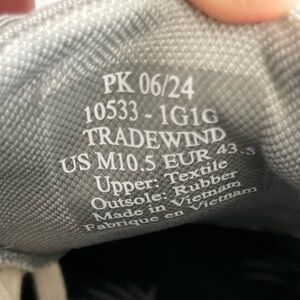 PK 06/24
10533 - 1G1G
TRADEWIND
US M10.5 EUR 43.5
Upper: Textile
Outsole: Rubber
Made in Vietnam
Fabriqué en Vietnam